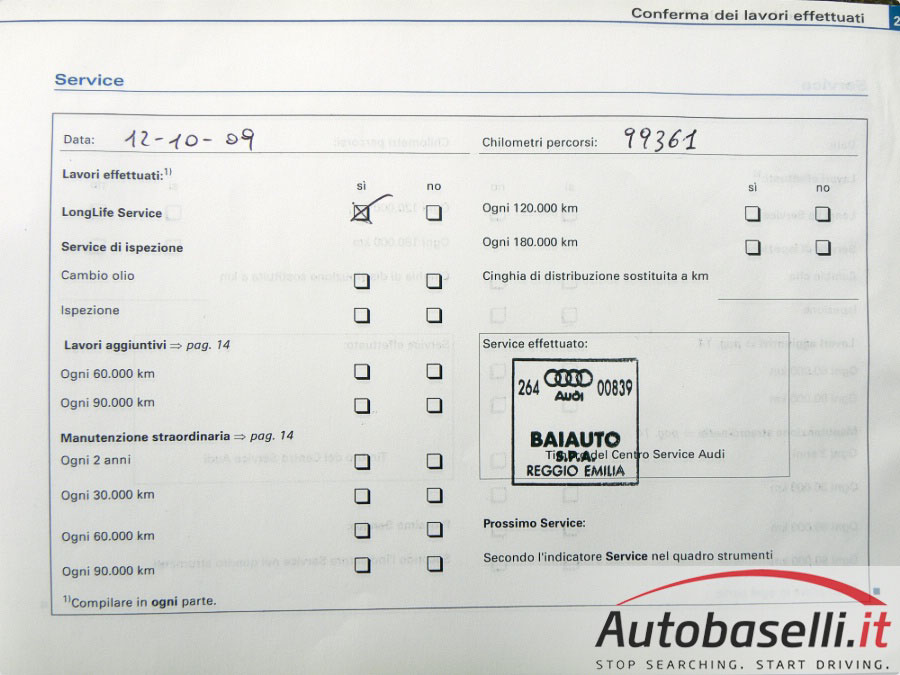 Conferma dei lavori effettuati
2
Service
Data: 12-10-09
Chilometri percorsi: 99361
Lavori effettuati:1)
sì no
LongLife Service
Service di ispezione
Cambio olio
Ispezione
Lavori aggiuntivi ⇒ pag. 14
Ogni 60.000 km
Ogni 90.000 km
Manutenzione straordinaria ⇒ pag. 14
Ogni 2 anni
Ogni 30.000 km
Ogni 60.000 km
Ogni 90.000 km
1)Compilare in ogni parte.
sì no
Ogni 120.000 km
Ogni 180.000 km
Cinghia di distribuzione sostituita a km
Service effettuato:
264 00839
Audi
BAIAUTO
S.P.A.
REGGIO EMILIA
Timbro del Centro Service Audi
Prossimo Service:
Secondo l'indicatore Service nel quadro strumenti
Autobaselli.it
STOP SEARCHING. START DRIVING.